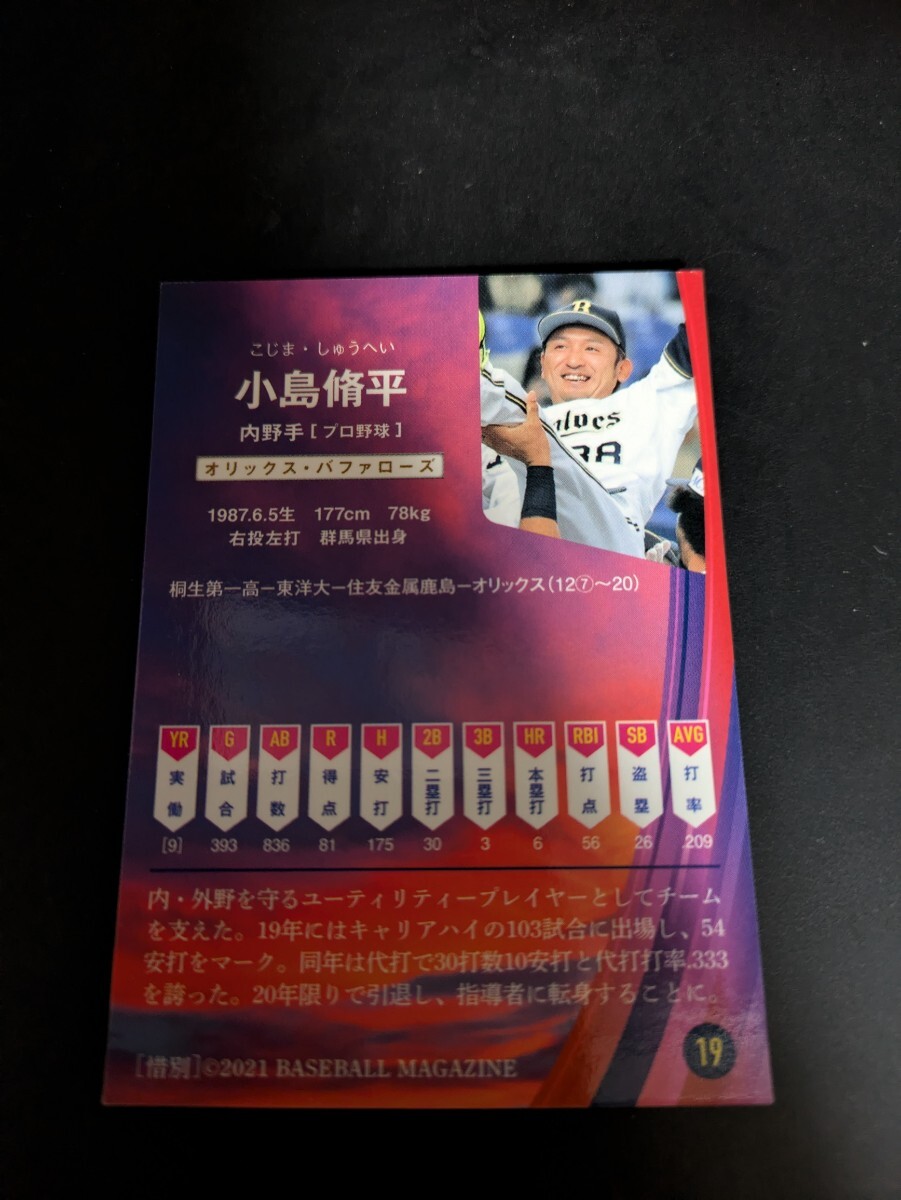 こじま・しゅうへい
小島脩平
内野手[プロ野球]
オリックス・バファローズ
1987.6.5生 177cm 78kg
右投左打 群馬県出身
桐生第一高ー東洋大ー住友金属鹿島ーオリックス(12⑦〜20)
B
aloes
38
YR G AB R H 2B 3B HR RBI SB AVG
実働 試合 打数 得点 安打 二塁打 三塁打 本塁打 打点 盗塁 打率
[9] 393 836 81 175 30 3 6 56 26 .209
内・外野を守るユーティリティープレイヤーとしてチーム
を支えた。19年にはキャリアハイの103試合に出場し、54
安打をマーク。同年は代打で30打数10安打と代打打率.333
を誇った。20年限りで引退し、指導者に転身することに。
19
[惜別]©2021 BASEBALL MAGAZINE